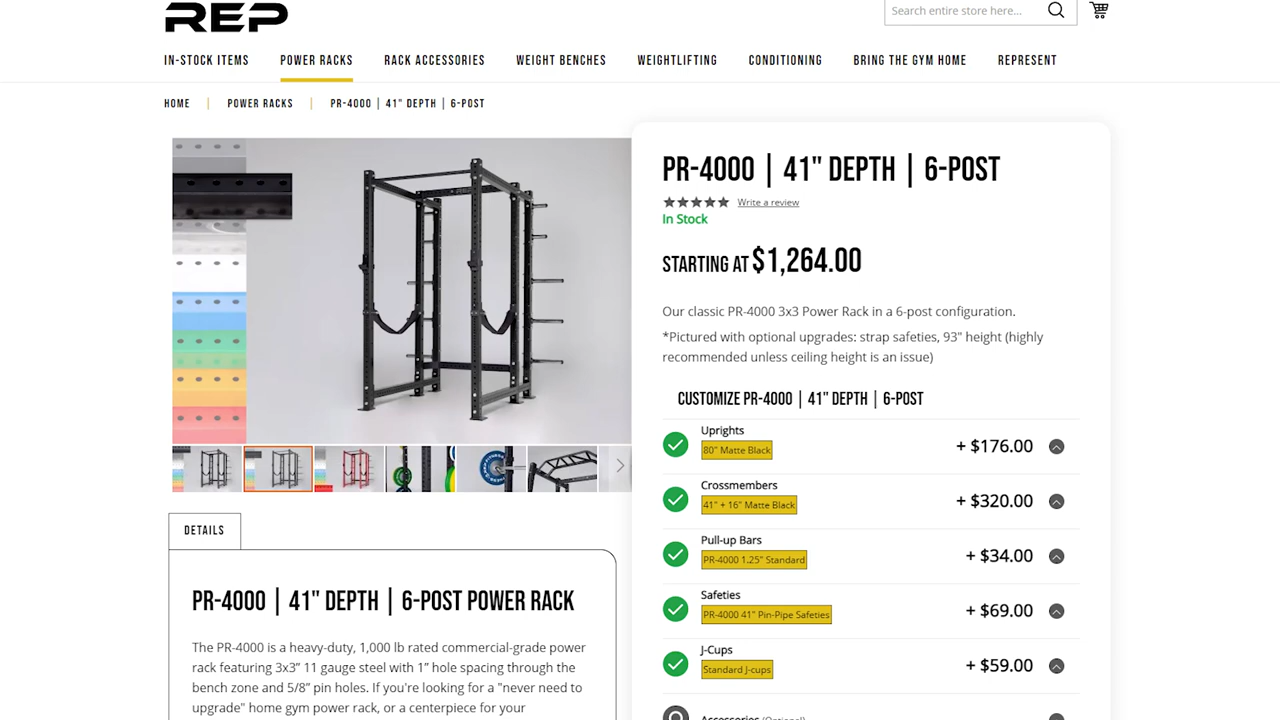 REP
Search entire store here...
IN-STOCK ITEMS
POWER RACKS
RACK ACCESSORIES
WEIGHT BENCHES
WEIGHTLIFTING
CONDITIONING
BRING THE GYM HOME
REPRESENT
HOME | POWER RACKS | PR-4000 | 41" DEPTH | 6-POST
PR-4000 | 41" DEPTH | 6-POST
Write a review
In Stock
STARTING AT $1,264.00
Our classic PR-4000 3x3 Power Rack in a 6-post configuration.
*Pictured with optional upgrades: strap safeties, 93" height (highly
recommended unless ceiling height is an issue)
CUSTOMIZE PR-4000 | 41" DEPTH | 6-POST
Uprights
80" Matte Black
+ $176.00
Crossmembers
41" + 16" Matte Black
+ $320.00
Pull-up Bars
PR-4000 1.25" Standard
+ $34.00
Safeties
PR-4000 41" Pin-Pipe Safeties
+ $69.00
J-Cups
Standard J-cups
+ $59.00
Accessories (Optional)
DETAILS
PR-4000 | 41" DEPTH | 6-POST POWER RACK
The PR-4000 is a heavy-duty, 1,000 lb rated commercial-grade power
rack featuring 3x3” 11 gauge steel with 1” hole spacing through the
bench zone and 5/8” pin holes. If you're looking for a "never need to
upgrade" home gym power rack, or a centerpiece for your